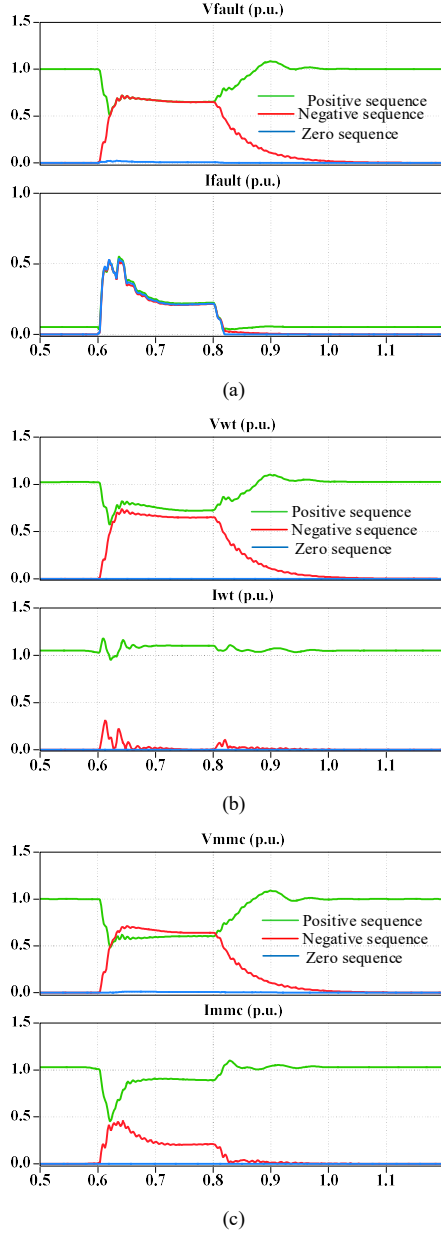 Vfault (p.u.)
1.5
1.0
0.5
0.0
Positive sequence
Negative sequence
Zero sequence
Ifault (p.u.)
1.0
0.5
0.0
0.5 0.6 0.7 0.8 0.9 1.0 1.1
(a)
Vwt (p.u.)
1.5
1.0
0.5
0.0
Positive sequence
Negative sequence
Zero sequence
Iwt (p.u.)
1.5
1.0
0.5
0.0
0.5 0.6 0.7 0.8 0.9 1.0 1.1
(b)
Vmmc (p.u.)
1.5
1.0
0.5
0.0
Positive sequence
Negative sequence
Zero sequence
Immc (p.u.)
1.5
1.0
0.5
0.0
0.5 0.6 0.7 0.8 0.9 1.0 1.1
(c)